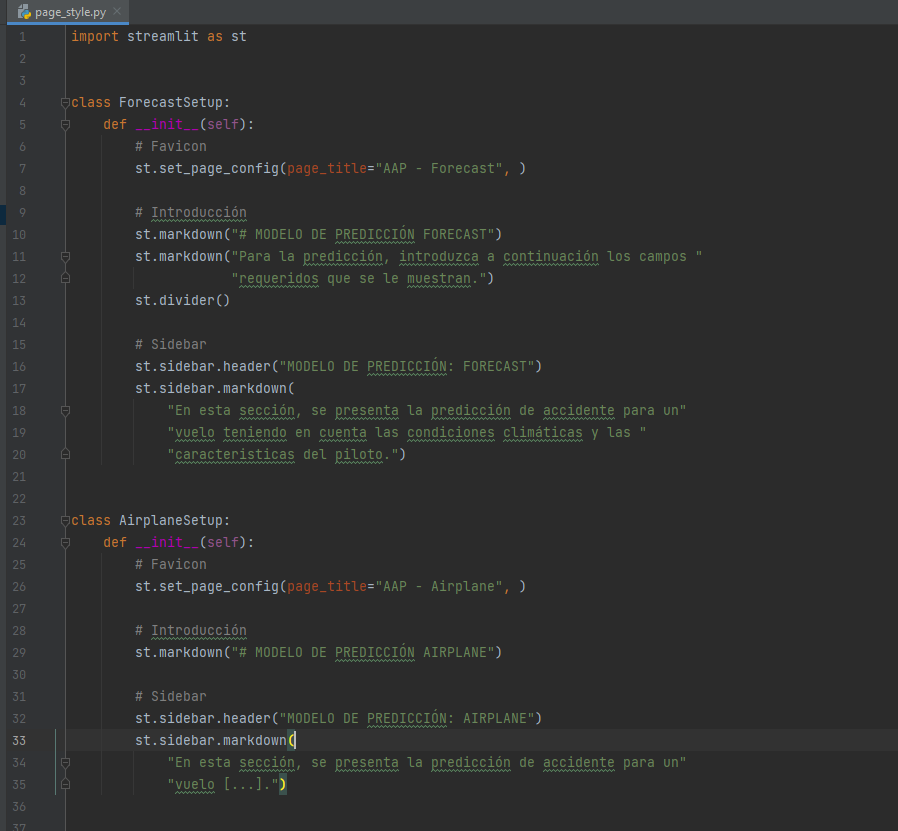 page_style.py
1 import streamlit as st
2
3
4 class ForecastSetup:
5     def __init__(self):
6         # Favicon
7         st.set_page_config(page_title="AAP - Forecast", )
8
9         # Introducción
10         st.markdown("# MODELO DE PREDICCIÓN FORECAST")
11         st.markdown("Para la predicción, introduzca a continuación los campos "
12                     "requeridos que se le muestran.")
13         st.divider()
14
15         # Sidebar
16         st.sidebar.header("MODELO DE PREDICCIÓN: FORECAST")
17         st.sidebar.markdown(
18             "En esta sección, se presenta la predicción de accidente para un"
19             "vuelo teniendo en cuenta las condiciones climáticas y las "
20             "caracteristicas del piloto.")
21
22
23 class AirplaneSetup:
24     def __init__(self):
25         # Favicon
26         st.set_page_config(page_title="AAP - Airplane", )
27
28         # Introducción
29         st.markdown("# MODELO DE PREDICCIÓN AIRPLANE")
30
31         # Sidebar
32         st.sidebar.header("MODELO DE PREDICCIÓN: AIRPLANE")
33         st.sidebar.markdown(
34             "En esta sección, se presenta la predicción de accidente para un"
35             "vuelo [...].")
36
37